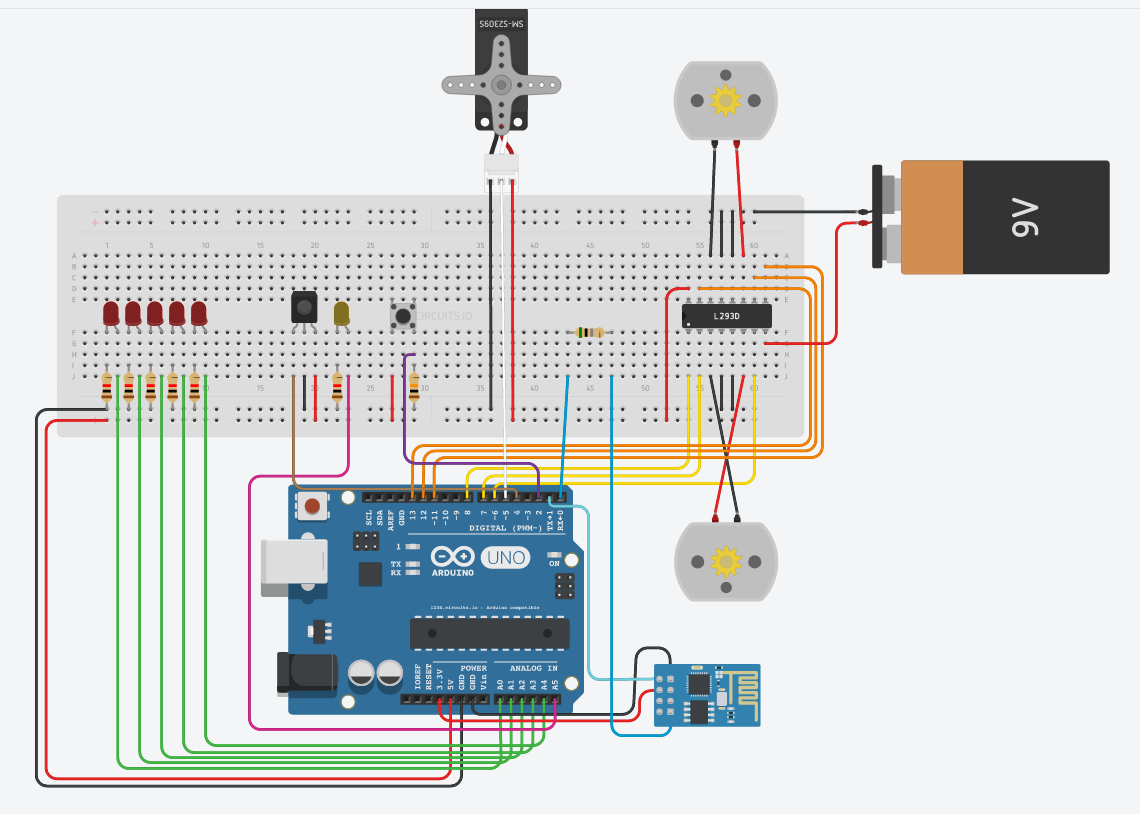 SM-S2309S
9V
- -
+
1 5 10 15 20 25 30 35 40 45 50 55 60
A A
B
C
D
E E
CIRCUITS.IO
L293D
F F
G G
H H
I I
J J
10 20 30 35 40 45 50 55 60
SCL
SDA
AREF
GND
13
12
~11
~10
~9
8
7
~6
~5
4
~3
2
TX→1
RX←0
DIGITAL (PWM~)
1
TX
RX
ARDUINO
UNO
ON
123d.circuits.io - Arduino compatible
POWER
ANALOG IN
IOREF
RESET
3.3V
5V
GND
GND
Vin
A0
A1
A2
A3
A4
A5